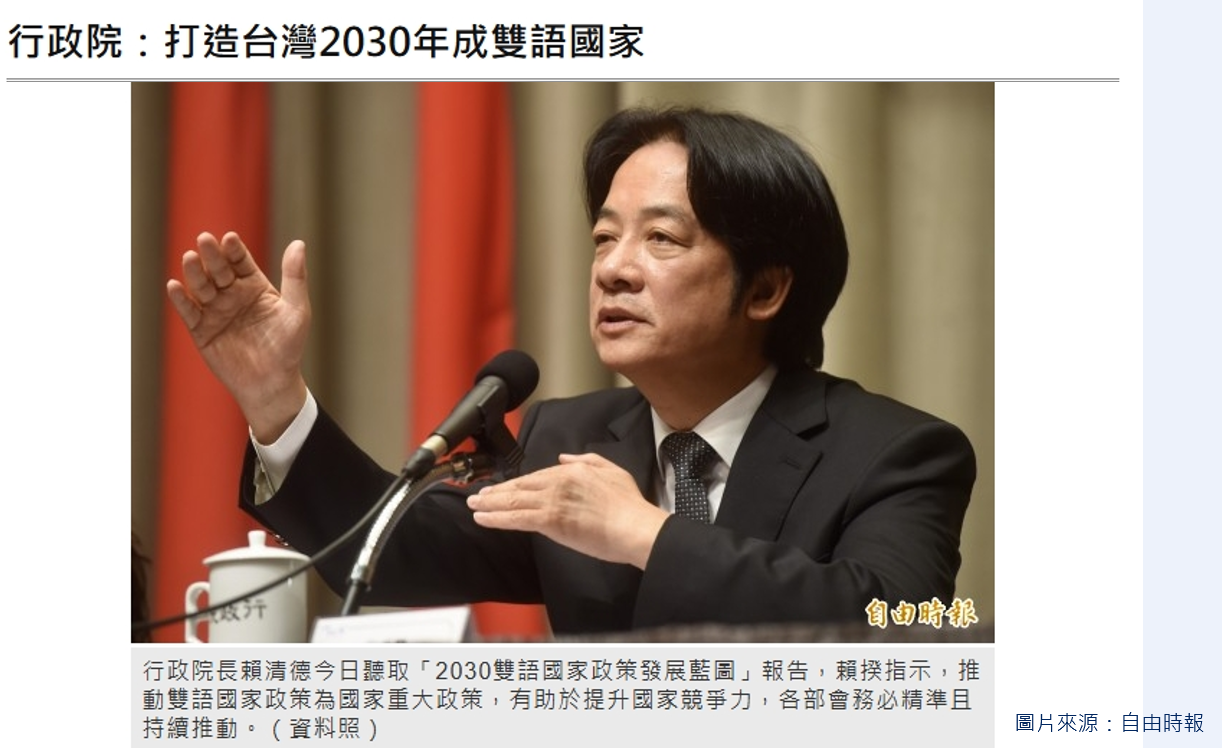 行政院：打造台灣2030年成雙語國家
政行
自由時報
行政院長賴清德今日聽取「2030雙語國家政策發展藍圖」報告，賴揆指示，推
動雙語國家政策為國家重大政策，有助於提升國家競爭力，各部會務必精準且
持續推動。（資料照）
圖片來源：自由時報